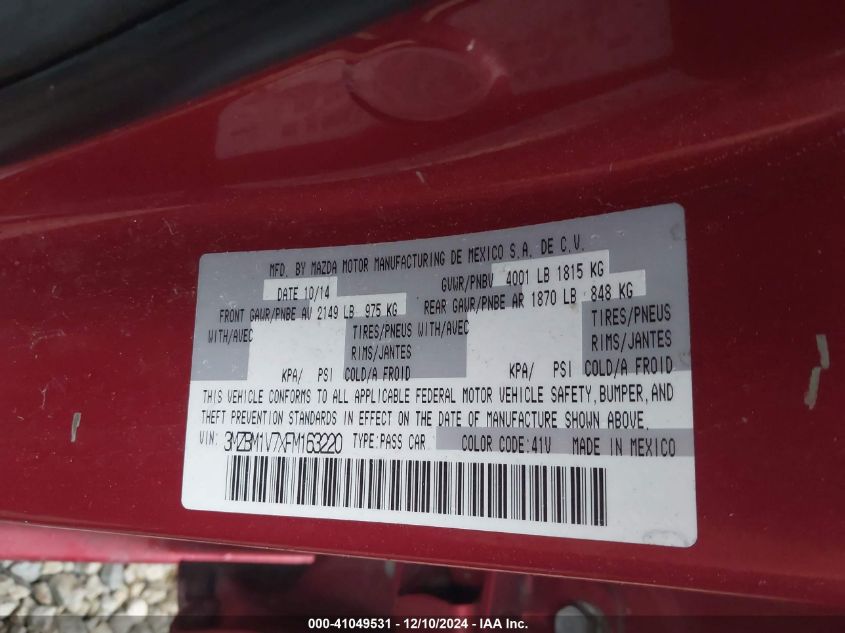 MFD. BY MAZDA MOTOR MANUFACTURING DE MEXICO S.A. DE C.V.
DATE 10/14 GVWR/PNBV 4001 LB 1815 KG
FRONT GAWR/PNBE AV 2149 LB 975 KG REAR GAWR/PNBE AR 1870 LB 848 KG
WITH/AVEC TIRES/PNEUS WITH/AVEC TIRES/PNEUS
RIMS/JANTES RIMS/JANTES
KPA/ PSI COLD/A FROID KPA/ PSI COLD/A FROID
THIS VEHICLE CONFORMS TO ALL APPLICABLE FEDERAL MOTOR VEHICLE SAFETY, BUMPER, AND
THEFT PREVENTION STANDARDS IN EFFECT ON THE DATE OF MANUFACTURE SHOWN ABOVE.
VIN: 3MZBM1V7XFM163220 TYPE:PASS CAR COLOR CODE:41V MADE IN MEXICO
000-41049531 - 12/10/2024 - IAA Inc.